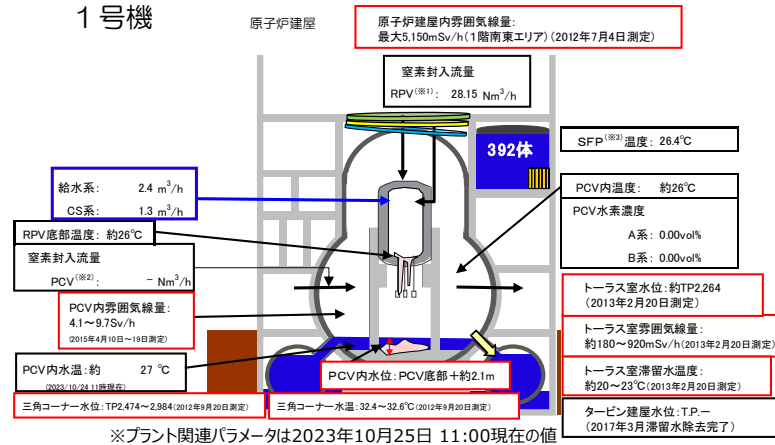 １号機
原子炉建屋
原子炉建屋内雰囲気線量:
最大5,150mSv/h(１階南東エリア)(2012年7月4日測定)
窒素封入流量
RPV(※1)： 28.15 Nm³/h
392体
SFP(※3)温度: 26.4℃
給水系: 2.4 m³/h
CS系: 1.3 m³/h
PCV内温度: 約26℃
PCV水素濃度
A系: 0.00vol%
B系: 0.00vol%
RPV底部温度: 約26℃
窒素封入流量
PCV(※2)： － Nm³/h
PCV内雰囲気線量:
4.1～9.7Sv/h
(2015年4月10日～19日測定)
トーラス室水位: 約TP2,264
(2013年2月20日測定)
トーラス室雰囲気線量:
約180～920mSv/h(2013年2月20日測定)
PCV内水温: 約 27 ℃
(2023/10/24 11時現在)
PCV内水位: PCV底部＋約2.1m
トーラス室滞留水温度:
約20～23℃(2013年2月20日測定)
三角コーナー水位: TP2,474～2,984(2012年9月20日測定)
三角コーナー水温: 32.4～32.6℃(2012年9月20日測定)
タービン建屋水位: T.P.－
(2017年3月滞留水除去完了)
※プラント関連パラメータは2023年10月25日 11:00現在の値